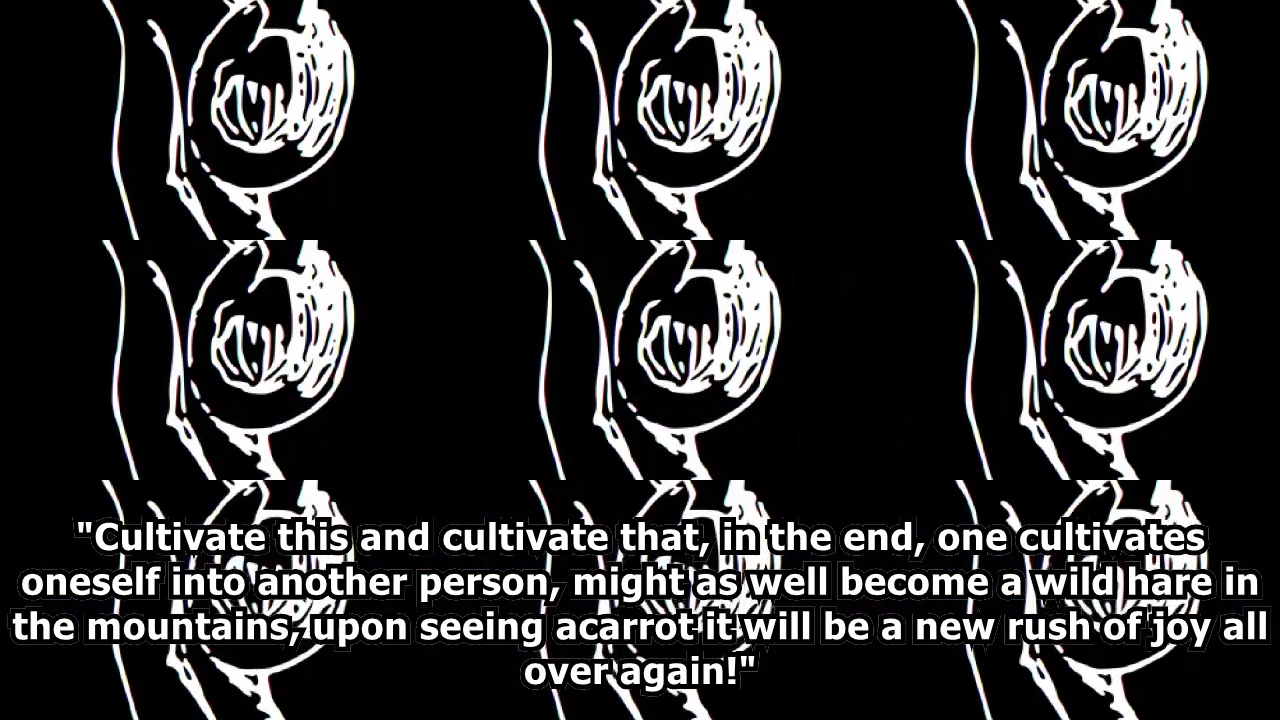 "Cultivate this and cultivate that, in the end, one cultivates
oneself into another person, might as well become a wild hare in
the mountains, upon seeing acarrot it will be a new rush of joy all
over again!"